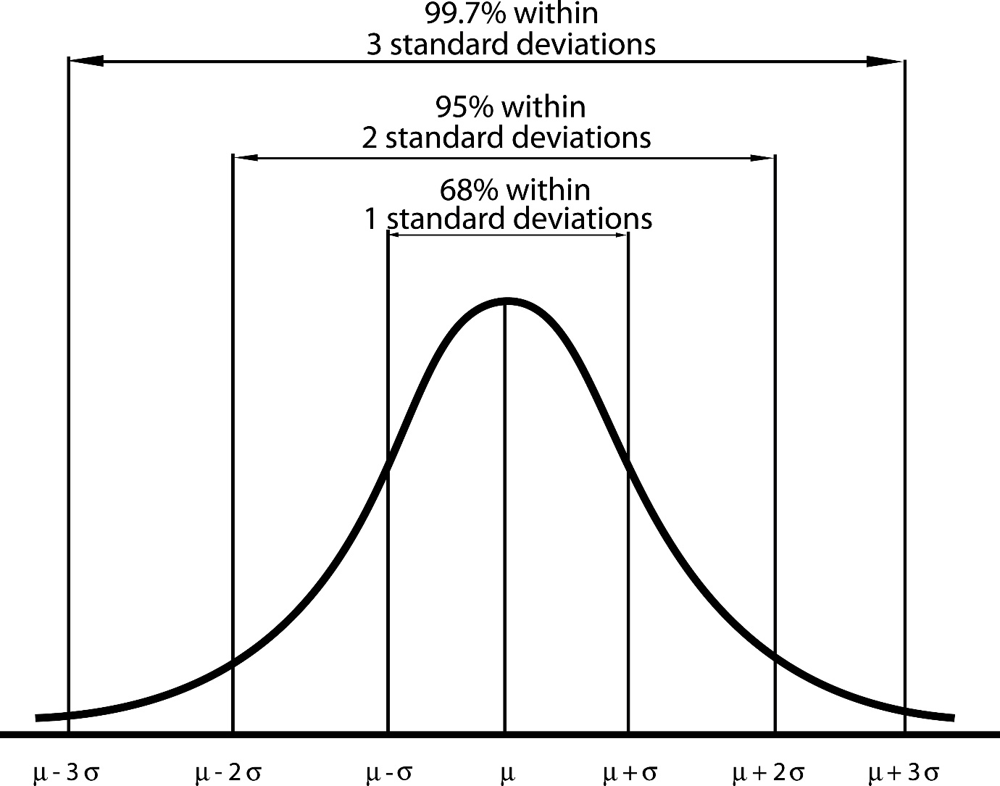 99.7% within
3 standard deviations
95% within
2 standard deviations
68% within
1 standard deviations
μ - 3σ μ - 2σ μ - σ μ μ + σ μ + 2σ μ + 3σ